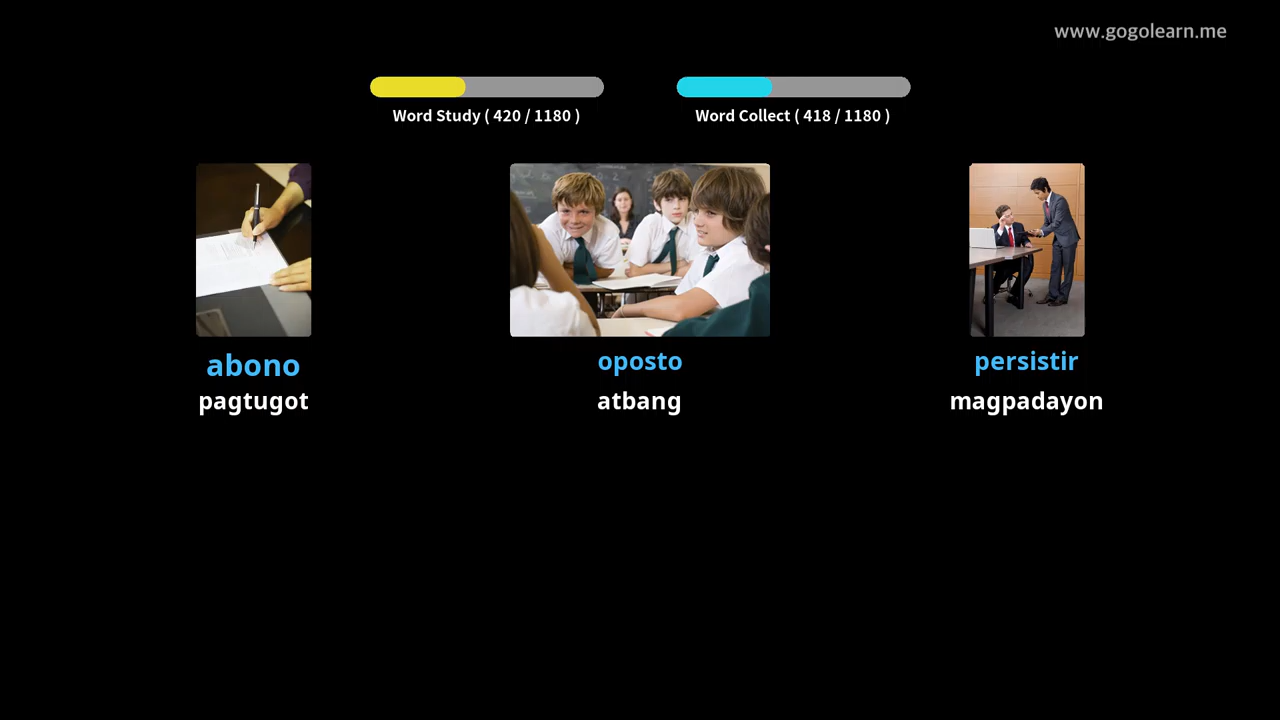 www.gogolearn.me
Word Study ( 420 / 1180 )
Word Collect ( 418 / 1180 )
abono
pagtugot
oposto
atbang
persistir
magpadayon